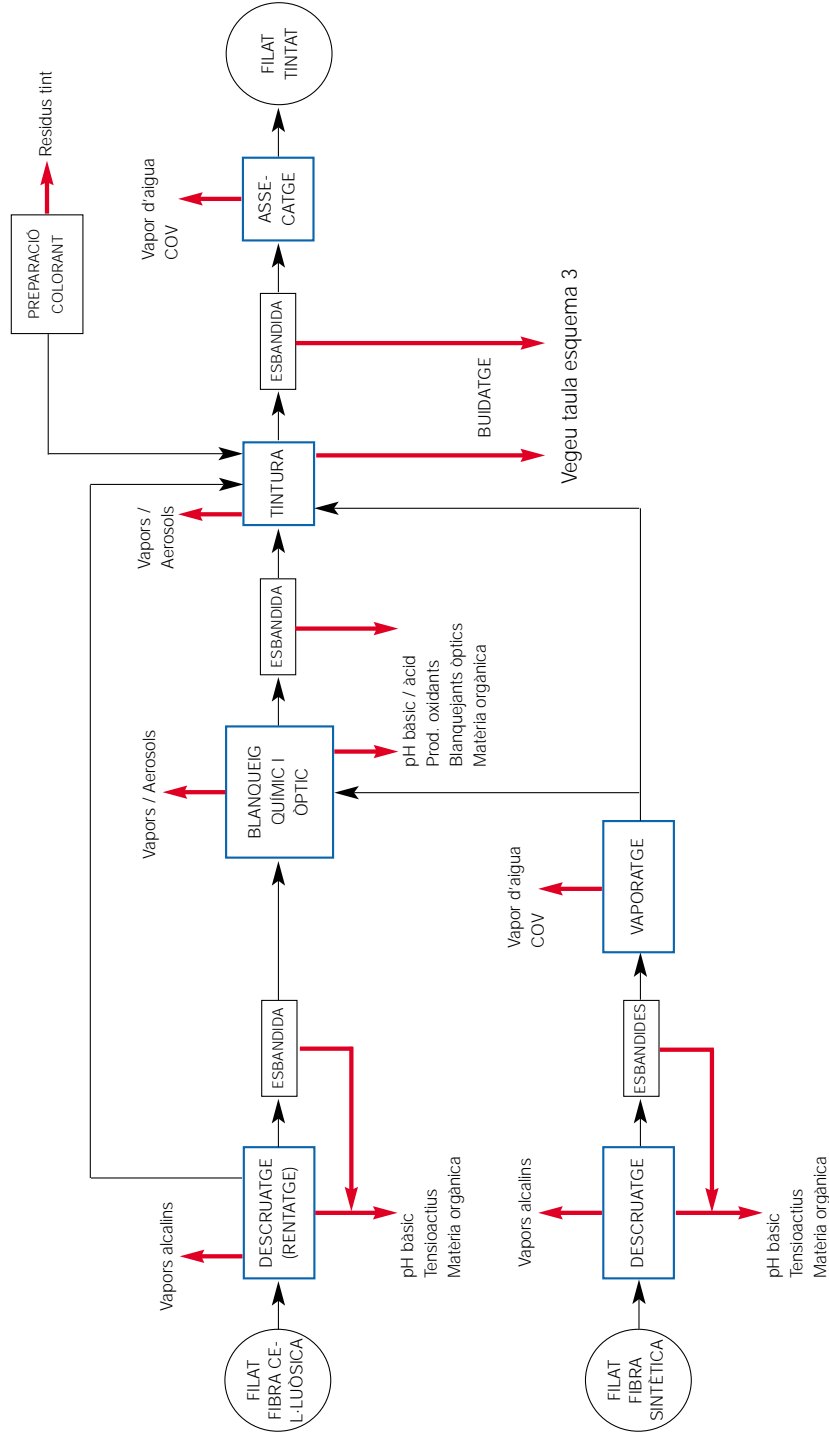 PREPARACIÓ
COLORANT
Residus tint
Vapors alcalins
Vapors / Aerosols
Vapors /
Aerosols
Vapor d'aigua
COV
FILAT
FIBRA CE-
L·LUÒSICA
DESCRUATGE
(RENTATGE)
ESBANDIDA
BLANQUEIG
QUÍMIC I
ÒPTIC
ESBANDIDA
TINTURA
ESBANDIDA
ASSE-
CATGE
FILAT
TINTAT
pH bàsic
Tensioactius
Matèria orgànica
pH bàsic / àcid
Prod. oxidants
Blanquejants òptics
Matèria orgànica
BUIDATGE
Vegeu taula esquema 3
Vapors alcalins
Vapor d'aigua
COV
FILAT
FIBRA
SINTÈTICA
DESCRUATGE
ESBANDIDES
VAPORATGE
pH bàsic
Tensioactius
Matèria orgànica